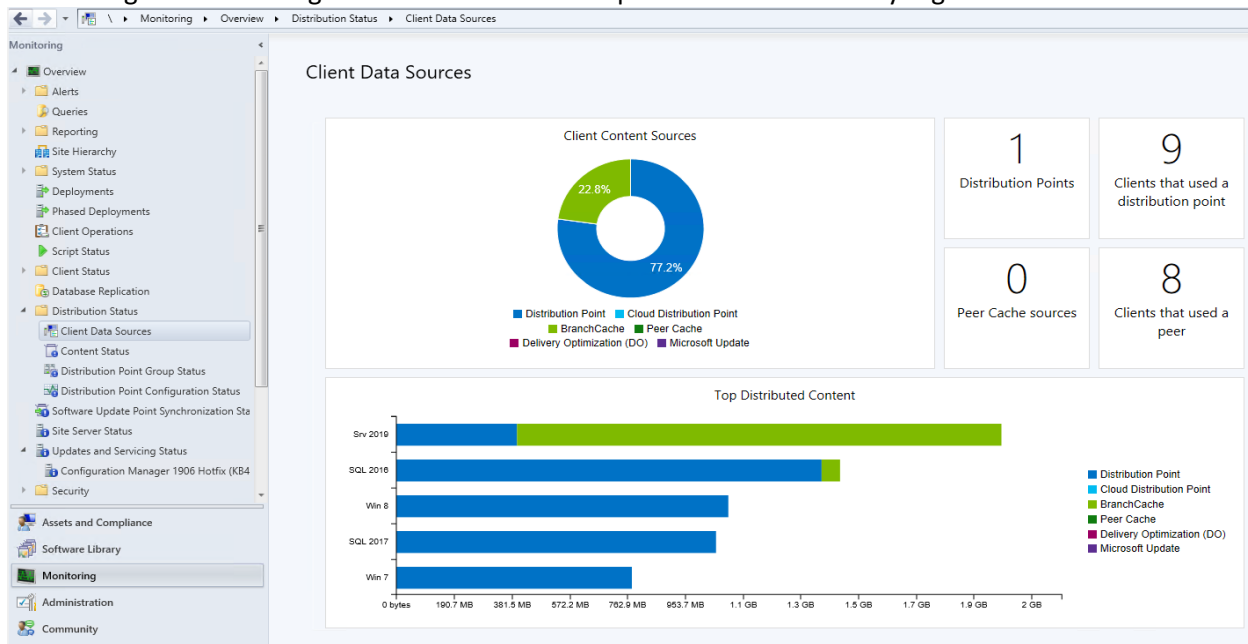 \ Monitoring Overview Distribution Status Client Data Sources
Monitoring
Overview
Alerts
Queries
Reporting
Site Hierarchy
System Status
Deployments
Phased Deployments
Client Operations
Script Status
Client Status
Database Replication
Distribution Status
Client Data Sources
Content Status
Distribution Point Group Status
Distribution Point Configuration Status
Software Update Point Synchronization Sta
Site Server Status
Updates and Servicing Status
Configuration Manager 1906 Hotfix (KB4
Security
Assets and Compliance
Software Library
Monitoring
Administration
Community
Client Data Sources
Client Content Sources
22.8%
77.2%
Distribution Point Cloud Distribution Point
BranchCache Peer Cache
Delivery Optimization (DO) Microsoft Update
1
Distribution Points
9
Clients that used a
distribution point
0
Peer Cache sources
8
Clients that used a
peer
Top Distributed Content
Srv 2019
SQL 2016
Win 8
SQL 2017
Win 7
0 bytes 190.7 MB 381.5 MB 572.2 MB 762.9 MB 953.7 MB 1.1 GB 1.3 GB 1.5 GB 1.7 GB 1.9 GB 2 GB
Distribution Point
Cloud Distribution Point
BranchCache
Peer Cache
Delivery Optimization (DO)
Microsoft Update